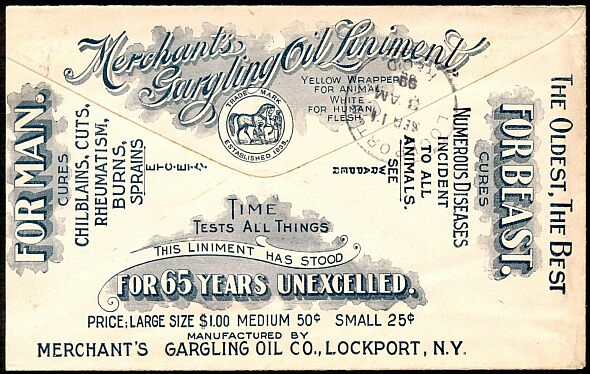 Merchant's
Gargling Oil Liniment
YELLOW WRAPPER
FOR ANIMAL
WHITE
FOR HUMAN
FLESH
TRADE MARK
ESTABLISHED 1833.
FOR MAN.
CURES
CHILBLAINS, CUTS,
RHEUMATISM,
BURNS,
SPRAINS
ETC-ETC.
THE OLDEST, THE BEST
FOR BEAST.
CURES
NUMEROUS DISEASES
INCIDENT
TO ALL
ANIMALS.
SEE
WRAPPER
TIME
TESTS ALL THINGS
THIS LINIMENT HAS STOOD
FOR 65 YEARS UNEXCELLED.
PRICE; LARGE SIZE $1.00 MEDIUM 50¢ SMALL 25¢
MANUFACTURED BY
MERCHANT'S GARGLING OIL CO., LOCKPORT, N.Y.